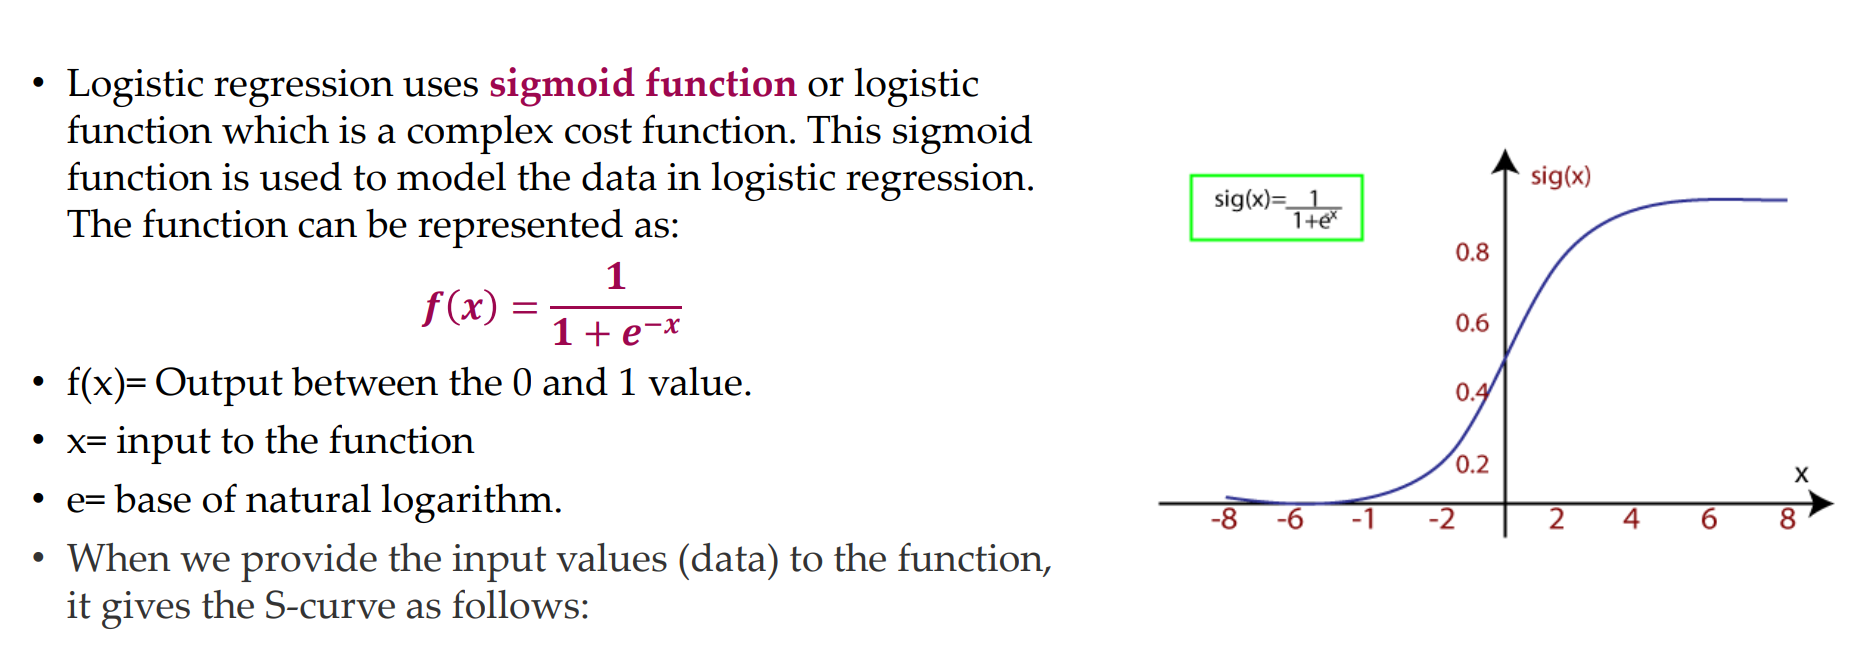 • Logistic regression uses sigmoid function or logistic
function which is a complex cost function. This sigmoid
function is used to model the data in logistic regression.
The function can be represented as:
f(x) = 1 / (1 + e^−x)
• f(x)= Output between the 0 and 1 value.
• x= input to the function
• e= base of natural logarithm.
• When we provide the input values (data) to the function,
it gives the S-curve as follows:
sig(x)
sig(x)= 1 / (1+e^x)
0.8
0.6
0.4
0.2
x
-8 -6 -1 -2 2 4 6 8